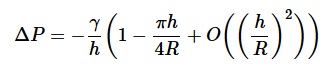 ΔP = −γ/h (1 − πh/4R + O((h/R)²))